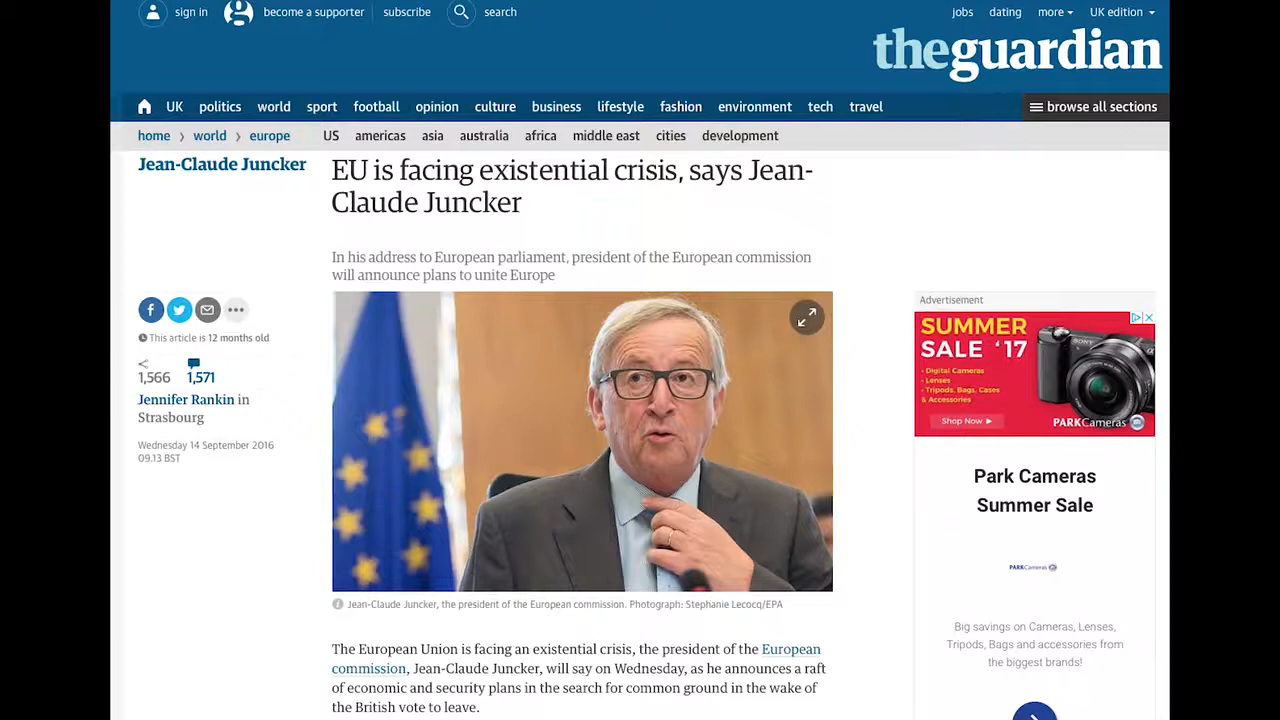 sign in become a supporter subscribe search jobs dating more UK edition
theguardian
UK politics world sport football opinion culture business lifestyle fashion environment tech travel browse all sections
home world europe US americas asia australia africa middle east cities development
Jean-Claude Juncker
EU is facing existential crisis, says Jean-
Claude Juncker
In his address to European parliament, president of the European commission
will announce plans to unite Europe
This article is 12 months old
1,566 1,571
Jennifer Rankin in
Strasbourg
Wednesday 14 September 2016
09.13 BST
Jean-Claude Juncker, the president of the European commission. Photograph: Stephanie Lecocq/EPA
The European Union is facing an existential crisis, the president of the European
commission, Jean-Claude Juncker, will say on Wednesday, as he announces a raft
of economic and security plans in the search for common ground in the wake of
the British vote to leave.
Advertisement
SUMMER
SALE ‘17
· Digital Cameras
· Lenses
· Tripods, Bags, Cases
& Accessories
Shop Now
SONY
PARKCameras
Park Cameras
Summer Sale
PARKCameras
Big savings on Cameras, Lenses,
Tripods, Bags and accessories from
the biggest brands!